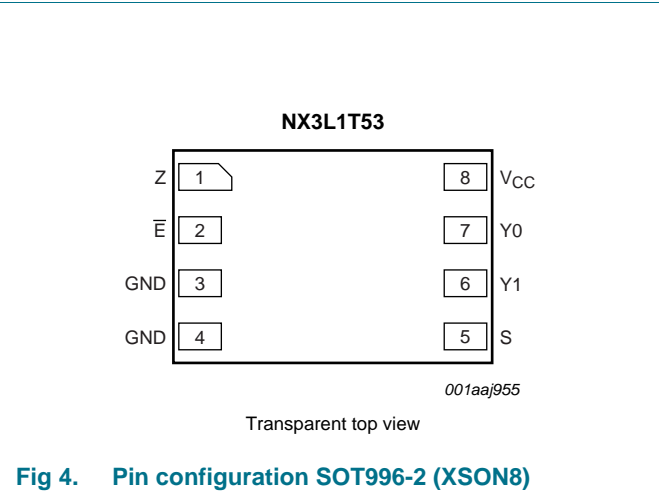 NX3L1T53
Z 1 8 VCC
E̅ 2 7 Y0
GND 3 6 Y1
GND 4 5 S
001aaj955
Transparent top view
Fig 4. Pin configuration SOT996-2 (XSON8)